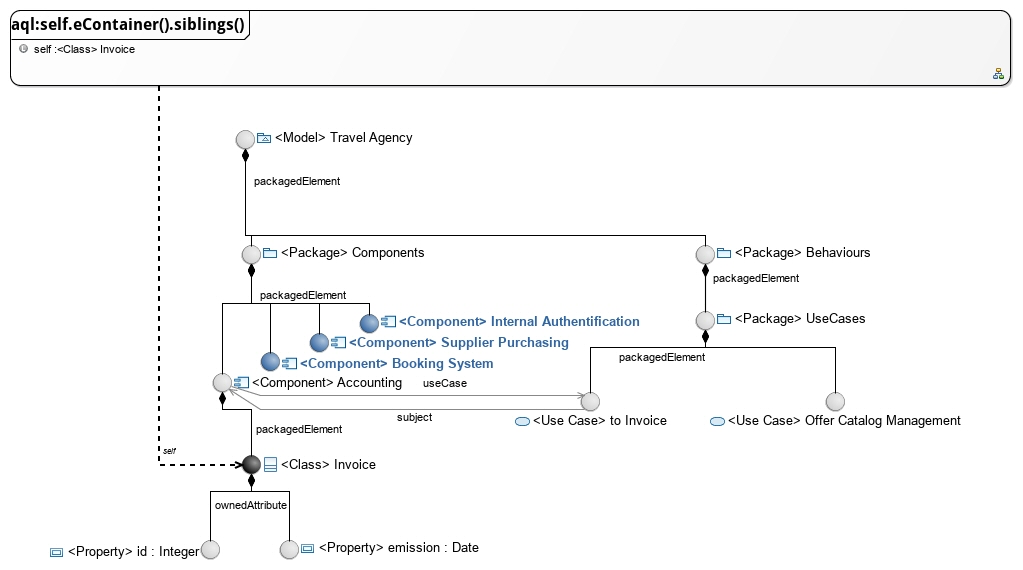 aql:self.eContainer().siblings()
self :<Class> Invoice
<Model> Travel Agency
packagedElement
<Package> Components
<Package> Behaviours
packagedElement
packagedElement
<Component> Internal Authentification
<Package> UseCases
<Component> Supplier Purchasing
packagedElement
<Component> Booking System
<Component> Accounting
useCase
subject
<Use Case> to Invoice
<Use Case> Offer Catalog Management
packagedElement
self
<Class> Invoice
ownedAttribute
<Property> id : Integer
<Property> emission : Date